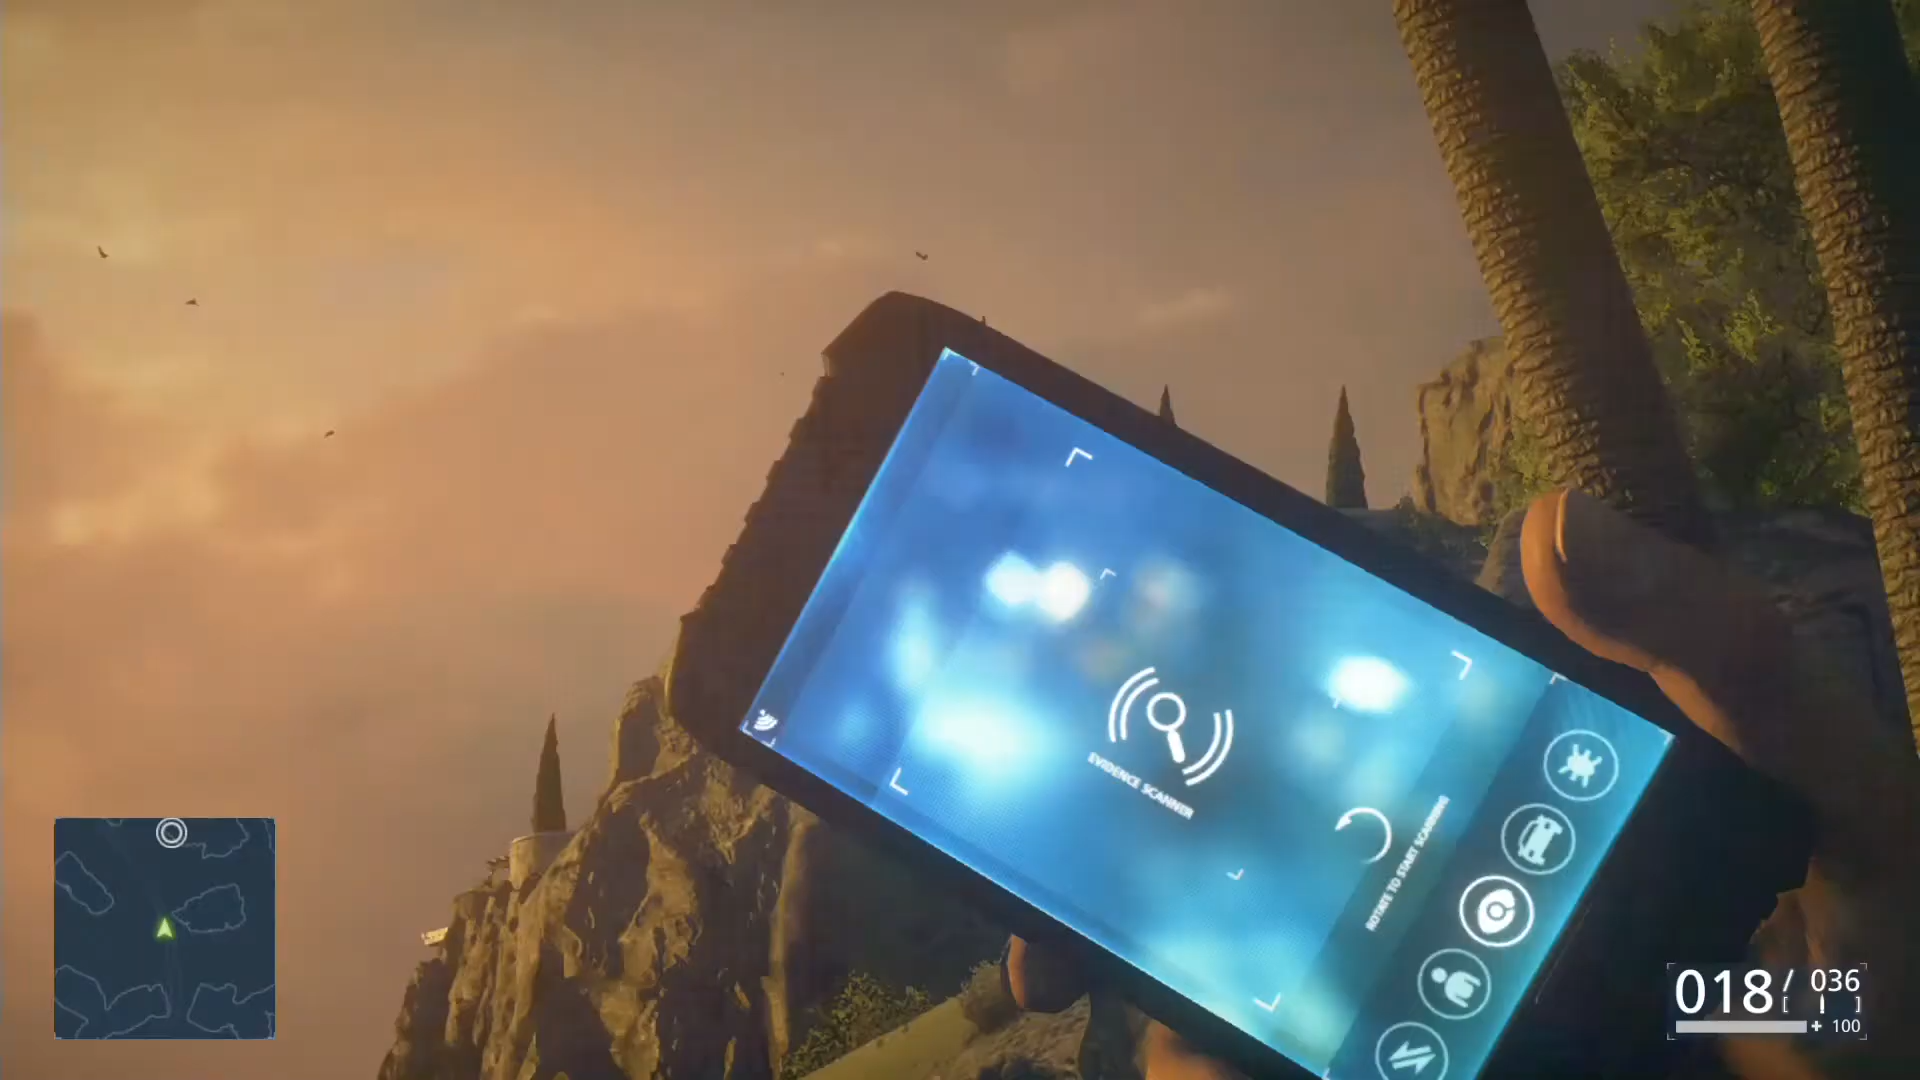 EVIDENCE SCANNER
ROTATE TO START SCANNING
018 / 036
+ 100